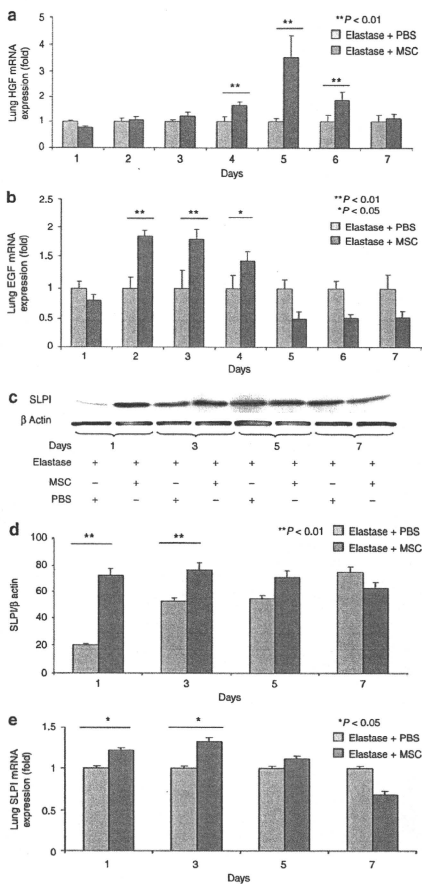 a
**P < 0.01
Elastase + PBS
Elastase + MSC
Lung HGF mRNA
expression (fold)
5
4
3
2
1
0
**
**
**
1 2 3 4 5 6 7
Days
b
**P < 0.01
*P < 0.05
Elastase + PBS
Elastase + MSC
Lung EGF mRNA
expression (fold)
2.5
2
1.5
1
0.5
0
**
**
*
1 2 3 4 5 6 7
Days
c
SLPI
β Actin
Days 1 3 5 7
Elastase + + + + + + + +
MSC – + – + – + – +
PBS + – + – + – + –
d
**P < 0.01
Elastase + PBS
Elastase + MSC
SLPI/β actin
100
80
60
40
20
0
**
**
1 3 5 7
Days
e
*P < 0.05
Elastase + PBS
Elastase + MSC
Lung SLPI mRNA
expression (fold)
1.5
1
0.5
0
*
*
1 3 5 7
Days